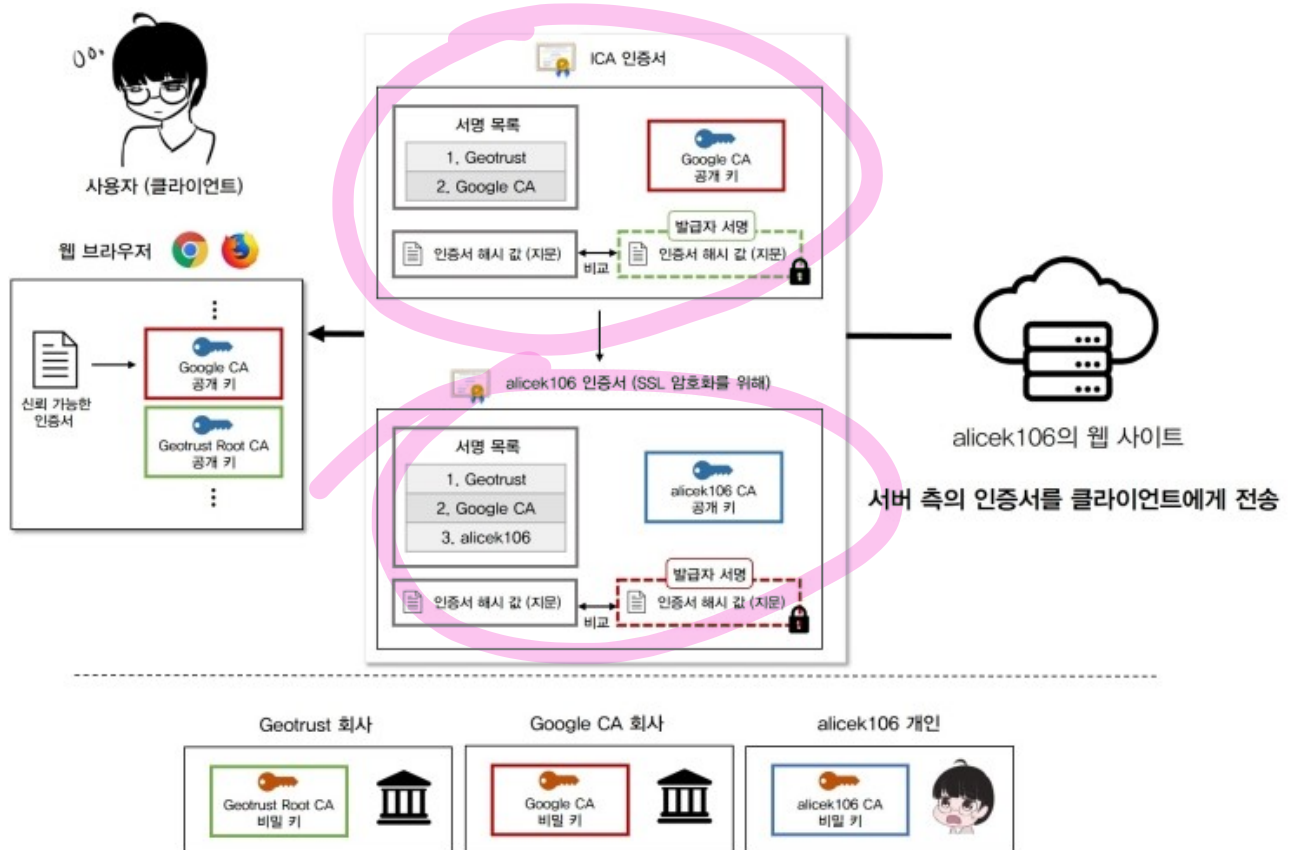 ICA 인증서
서명 목록
1. Geotrust
2. Google CA
Google CA
공개 키
발급자 서명
인증서 해시 값 (지문)
비교
인증서 해시 값 (지문)
사용자 (클라이언트)
웹 브라우저
신뢰 가능한
인증서
Google CA
공개 키
Geotrust Root CA
공개 키
alicek106 인증서 (SSL 암호화를 위해)
서명 목록
1. Geotrust
2. Google CA
3. alicek106
alicek106 CA
공개 키
발급자 서명
인증서 해시 값 (지문)
비교
인증서 해시 값 (지문)
alicek106의 웹 사이트
서버 측의 인증서를 클라이언트에게 전송
Geotrust 회사
Geotrust Root CA
비밀 키
Google CA 회사
Google CA
비밀 키
alicek106 개인
alicek106 CA
비밀 키